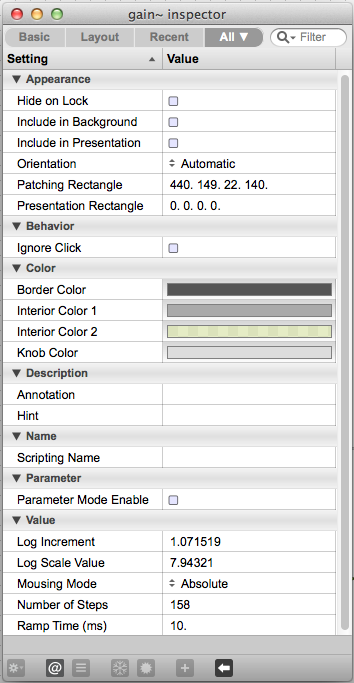 gain~ inspector
Basic Layout Recent All ▼ Filter
Setting Value
▼ Appearance
Hide on Lock
Include in Background
Include in Presentation
Orientation Automatic
Patching Rectangle 440. 149. 22. 140.
Presentation Rectangle 0. 0. 0. 0.
▼ Behavior
Ignore Click
▼ Color
Border Color
Interior Color 1
Interior Color 2
Knob Color
▼ Description
Annotation
Hint
▼ Name
Scripting Name
▼ Parameter
Parameter Mode Enable
▼ Value
Log Increment 1.071519
Log Scale Value 7.94321
Mousing Mode Absolute
Number of Steps 158
Ramp Time (ms) 10.
@